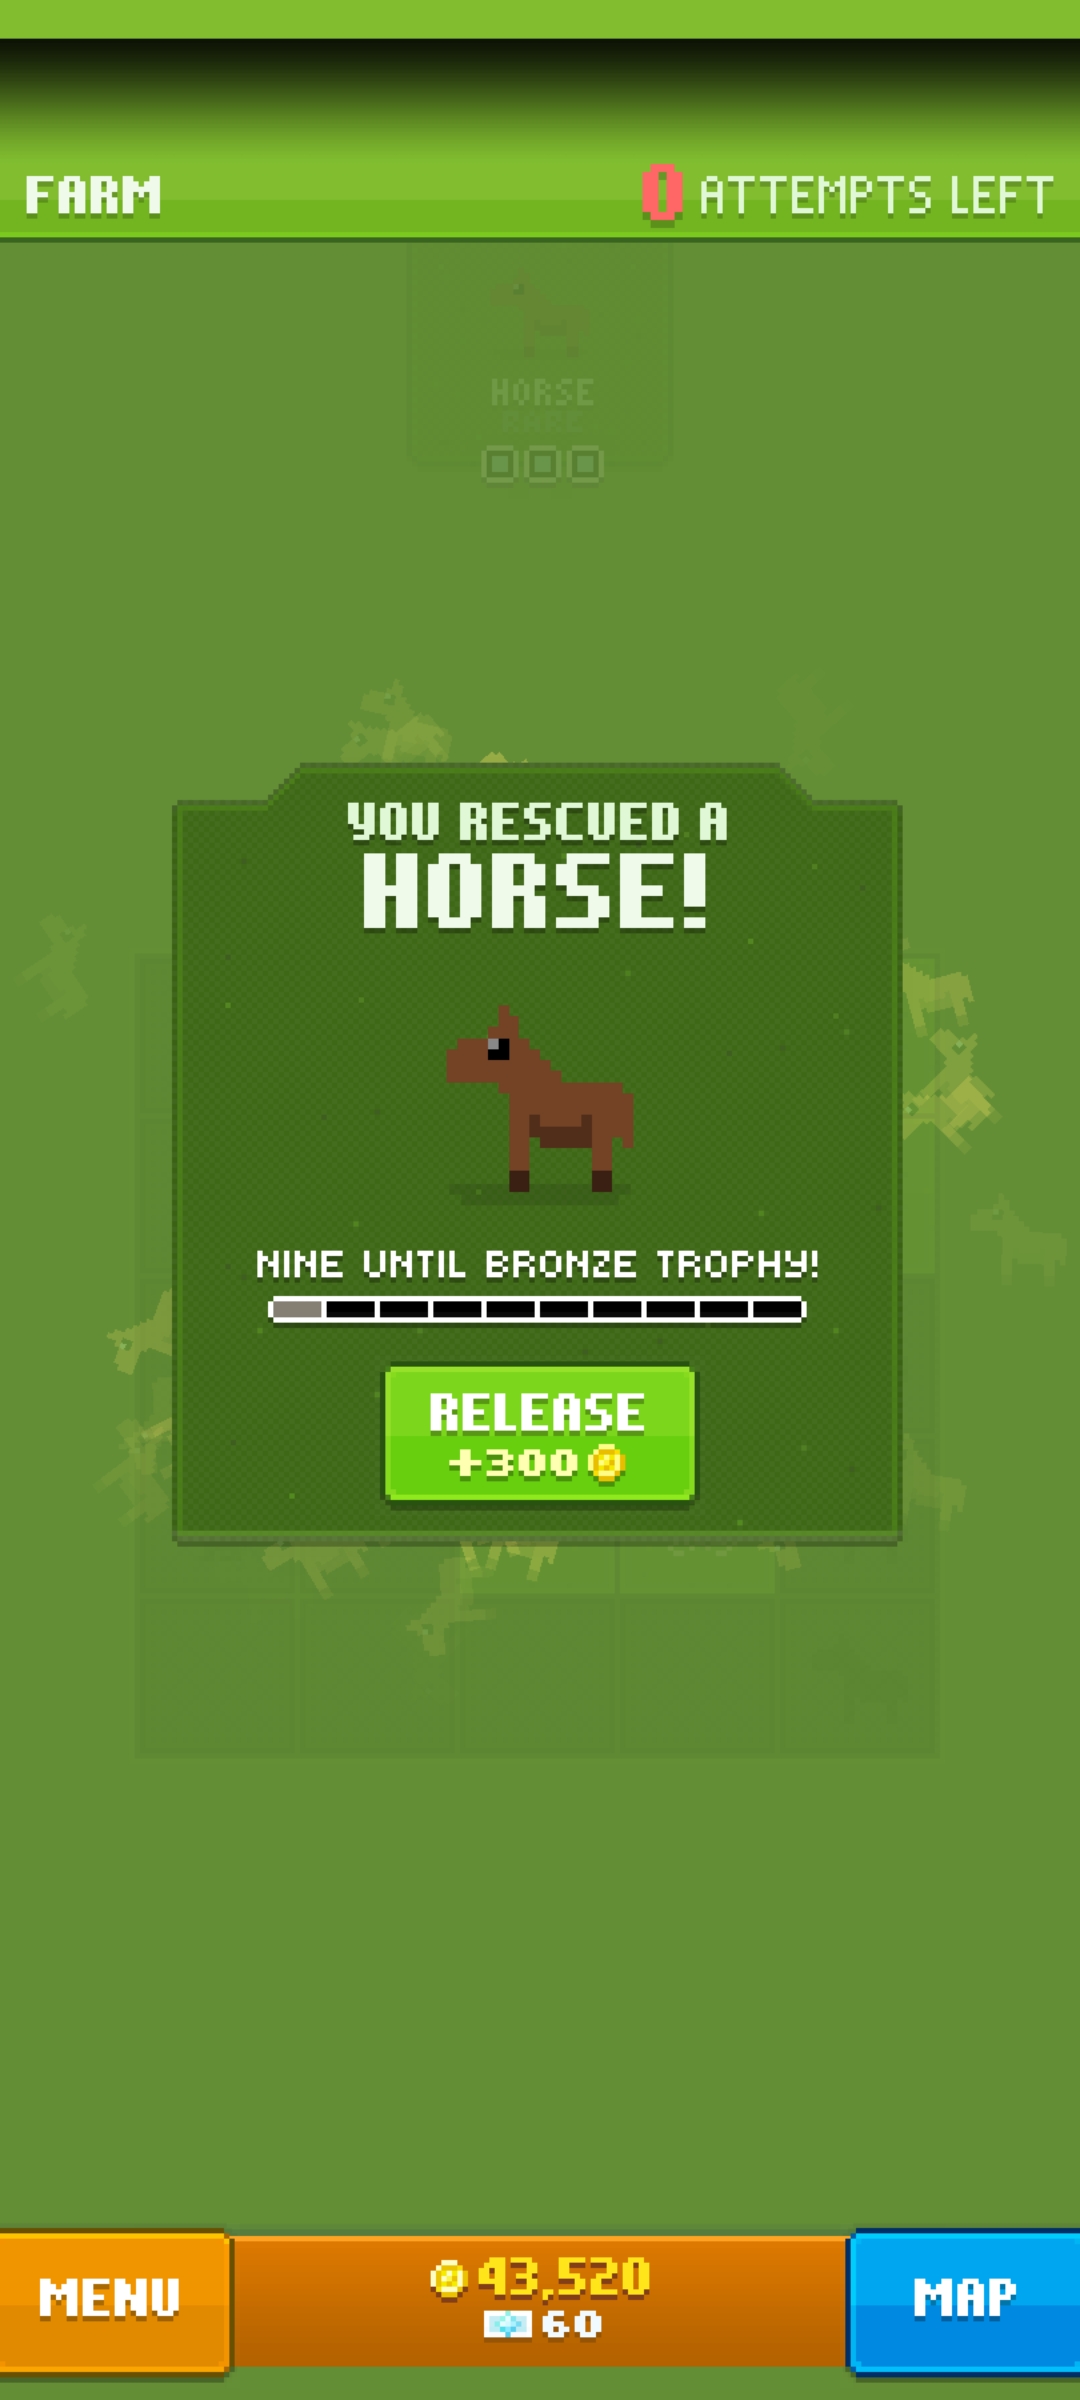 FARM
0 ATTEMPTS LEFT
HORSE
RARE
YOU RESCUED A
HORSE!
NINE UNTIL BRONZE TROPHY!
RELEASE
+300
MENU
43,520
60
MAP